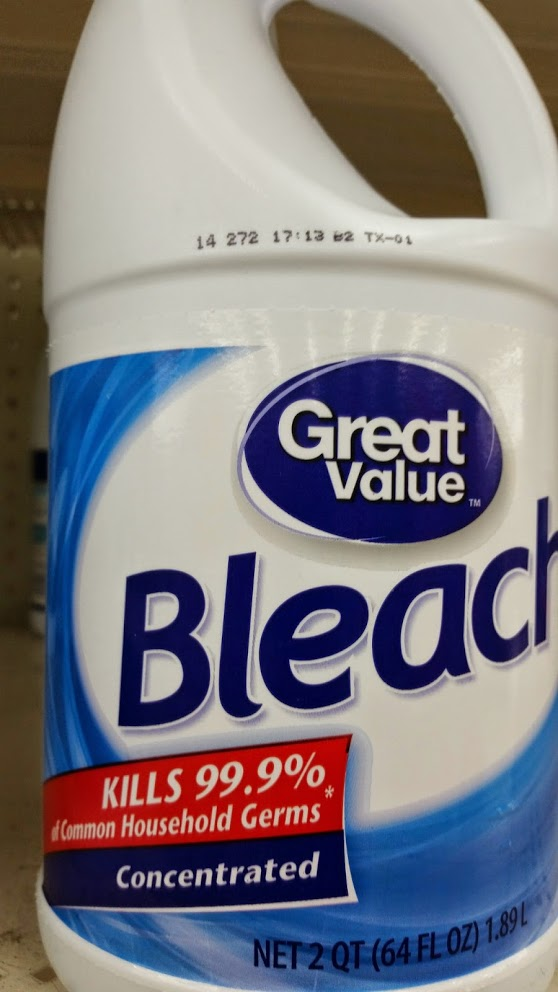 14 272 17:13 B2 TX-01
Great
Value
TM
Bleach
KILLS 99.9%
of Common Household Germs*
Concentrated
NET 2 QT (64 FL OZ) 1.89 L